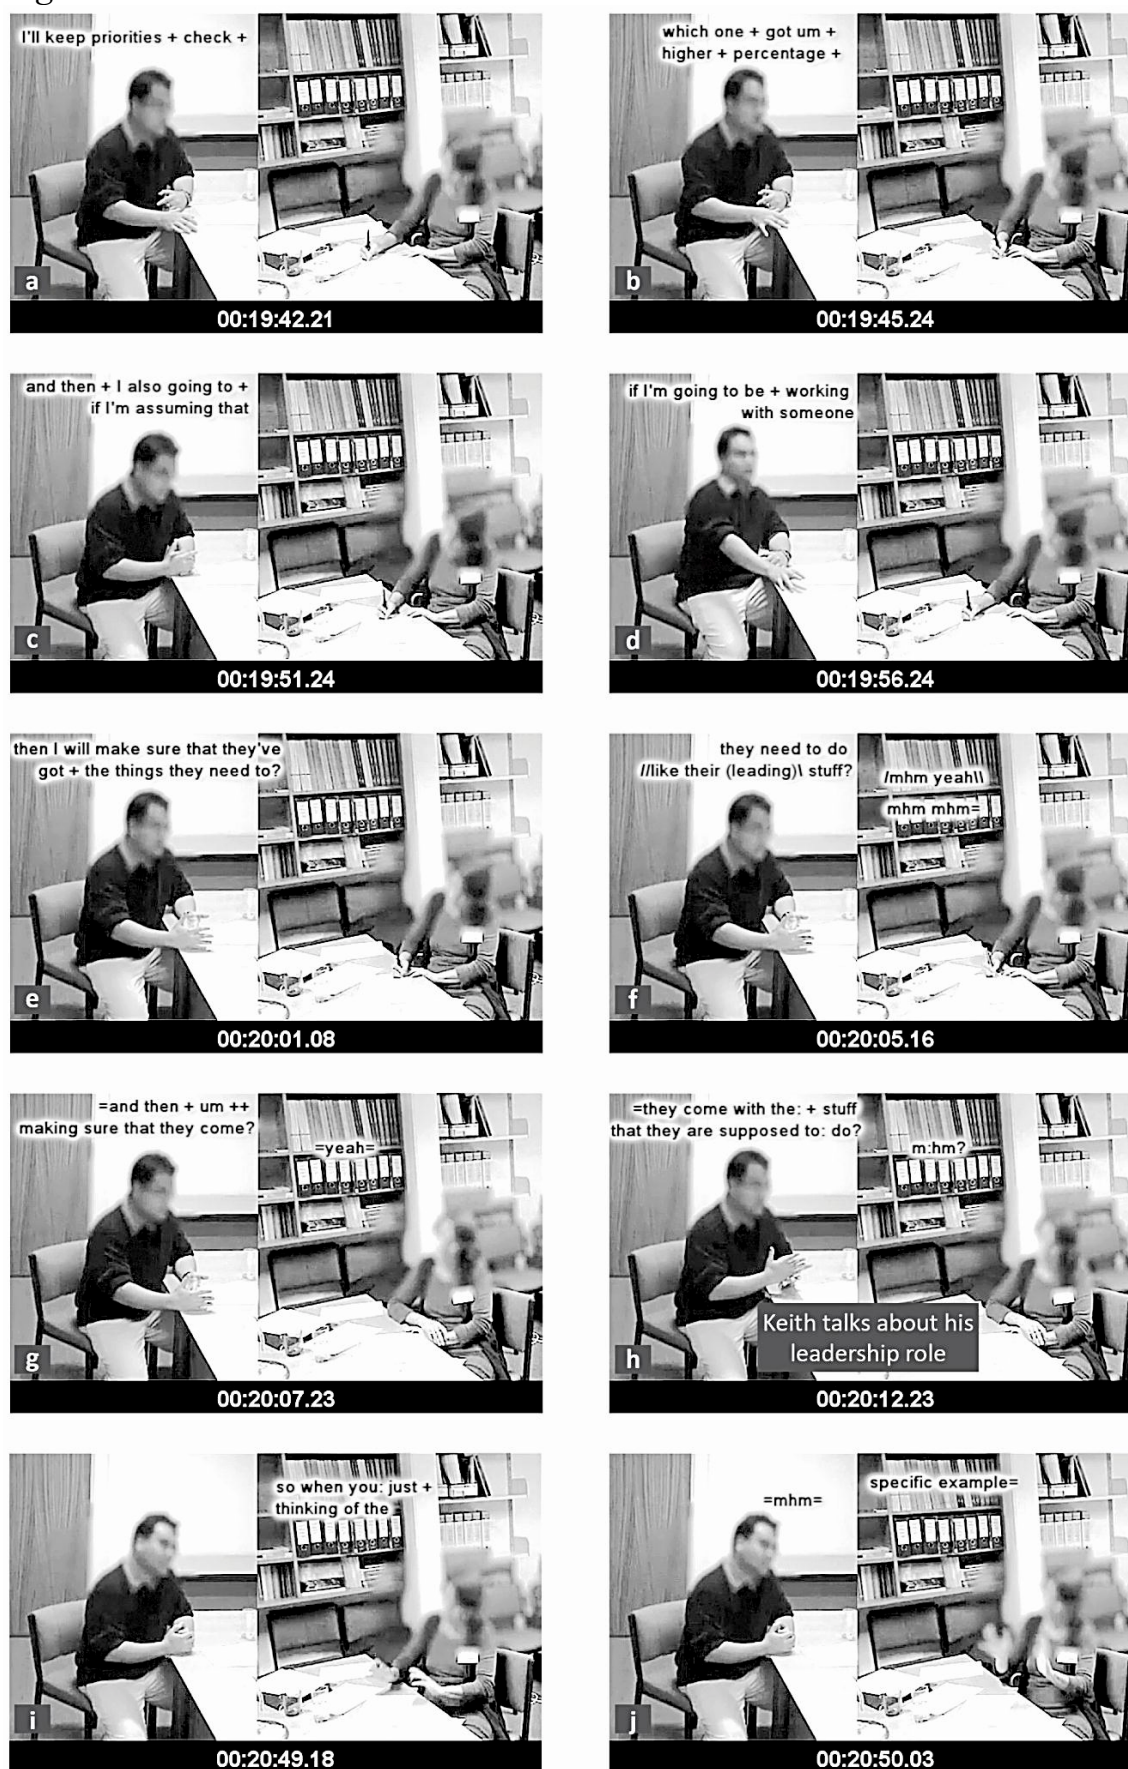 I'll keep priorities + check +
a
00:19:42.21
which one + got um +
higher + percentage +
b
00:19:45.24
and then + I also going to +
if I'm assuming that
c
00:19:51.24
if I'm going to be + working
with someone
d
00:19:56.24
then I will make sure that they've
got + the things they need to?
e
00:20:01.08
they need to do
//like their (leading)\ stuff?
/mhm yeah\\
mhm mhm=
f
00:20:05.16
=and then + um ++
making sure that they come?
=yeah=
g
00:20:07.23
=they come with the: + stuff
that they are supposed to: do?
m:hm?
Keith talks about his
leadership role
h
00:20:12.23
so when you: just +
thinking of the
i
00:20:49.18
=mhm=
specific example=
j
00:20:50.03